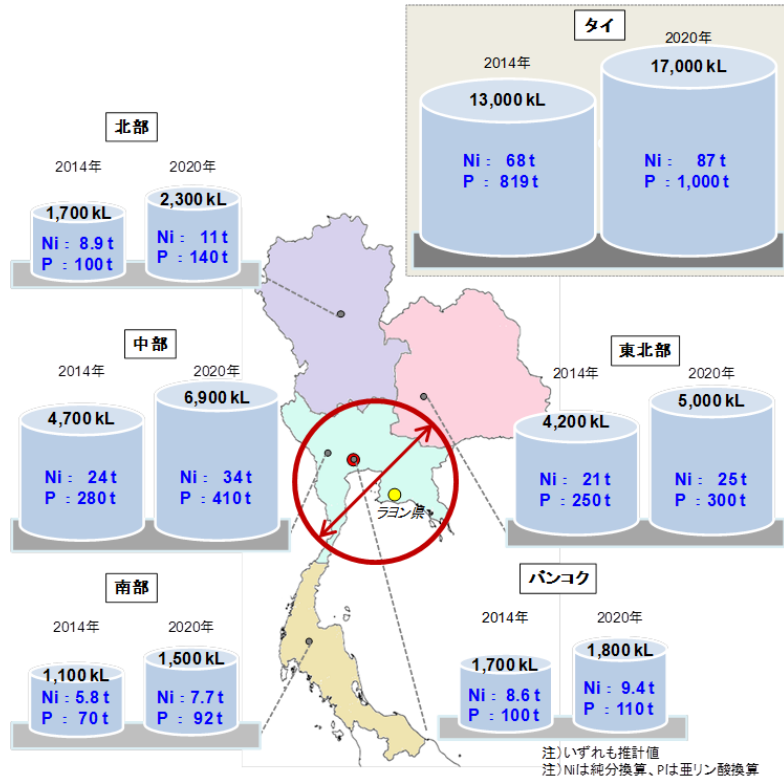 タイ
2014年
2020年
13,000 kL
17,000 kL
Ni： 68 t
P ： 819 t
Ni： 87 t
P ： 1,000 t
北部
2014年
2020年
1,700 kL
2,300 kL
Ni： 8.9 t
P ： 100 t
Ni： 11 t
P ： 140 t
中部
2014年
2020年
4,700 kL
6,900 kL
Ni： 24 t
P ： 280 t
Ni： 34 t
P ： 410 t
東北部
2014年
2020年
4,200 kL
5,000 kL
Ni： 21 t
P ： 250 t
Ni： 25 t
P ： 300 t
ラヨン県
南部
2014年
2020年
1,100 kL
1,500 kL
Ni： 5.8 t
P ： 70 t
Ni： 7.7 t
P ： 92 t
バンコク
2014年
2020年
1,700 kL
1,800 kL
Ni： 8.6 t
P ： 100 t
Ni： 9.4 t
P ： 110 t
注）いずれも推計値
注）Niは純分換算、Pは亜リン酸換算